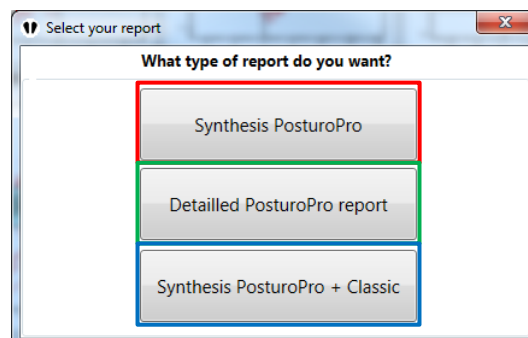 Select your report
What type of report do you want?
Synthesis PosturoPro
Detailled PosturoPro report
Synthesis PosturoPro + Classic